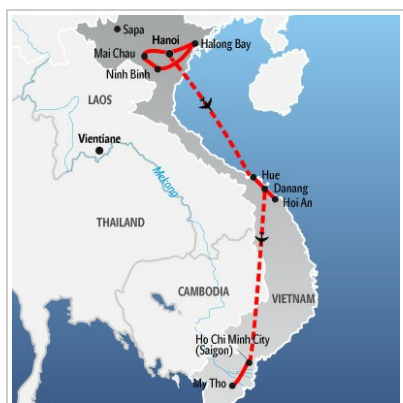 Sapa
Hanoi
Halong Bay
Mai Chau
Ninh Binh
LAOS
Vientiane
Mekong
Hue
Danang
Hoi An
THAILAND
CAMBODIA
VIETNAM
Ho Chi Minh City
(Saigon)
My Tho